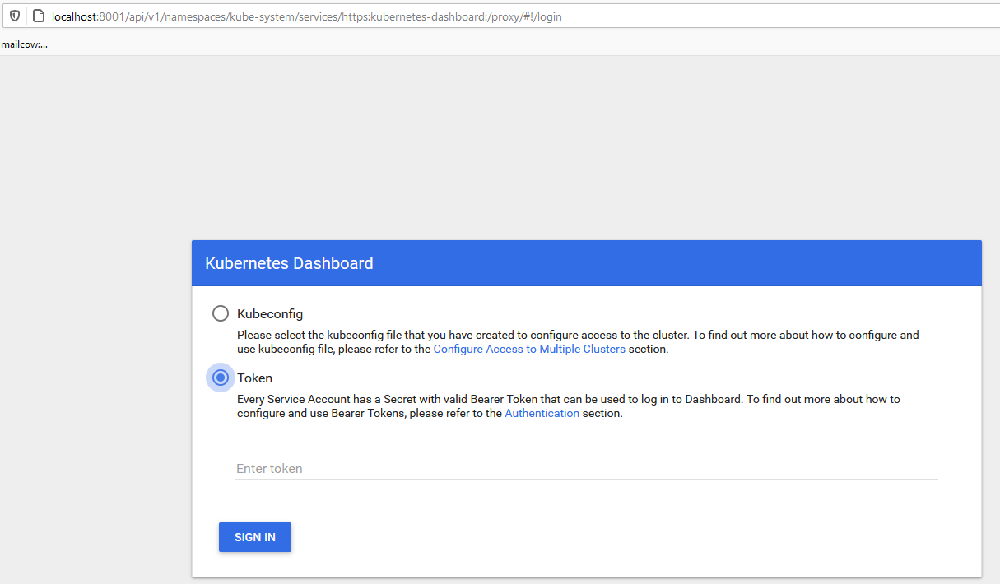 localhost:8001/api/v1/namespaces/kube-system/services/https:kubernetes-dashboard:/proxy/#!/login
mailcow:...
Kubernetes Dashboard
Kubeconfig
Please select the kubeconfig file that you have created to configure access to the cluster. To find out more about how to configure and
use kubeconfig file, please refer to the Configure Access to Multiple Clusters section.
Token
Every Service Account has a Secret with valid Bearer Token that can be used to log in to Dashboard. To find out more about how to
configure and use Bearer Tokens, please refer to the Authentication section.
Enter token
SIGN IN